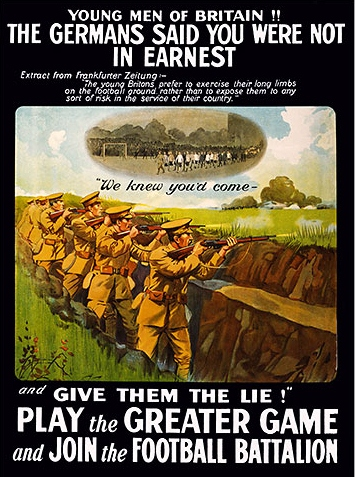 YOUNG MEN OF BRITAIN !!
THE GERMANS SAID YOU WERE NOT
IN EARNEST
Extract from Frankfurter Zeitung:—
"The young Britons prefer to exercise their long limbs
on the football ground rather than to expose them to any
sort of risk in the service of their country."
"We knew you'd come—
and GIVE THEM THE LIE !"
PLAY the GREATER GAME
and JOIN the FOOTBALL BATTALION